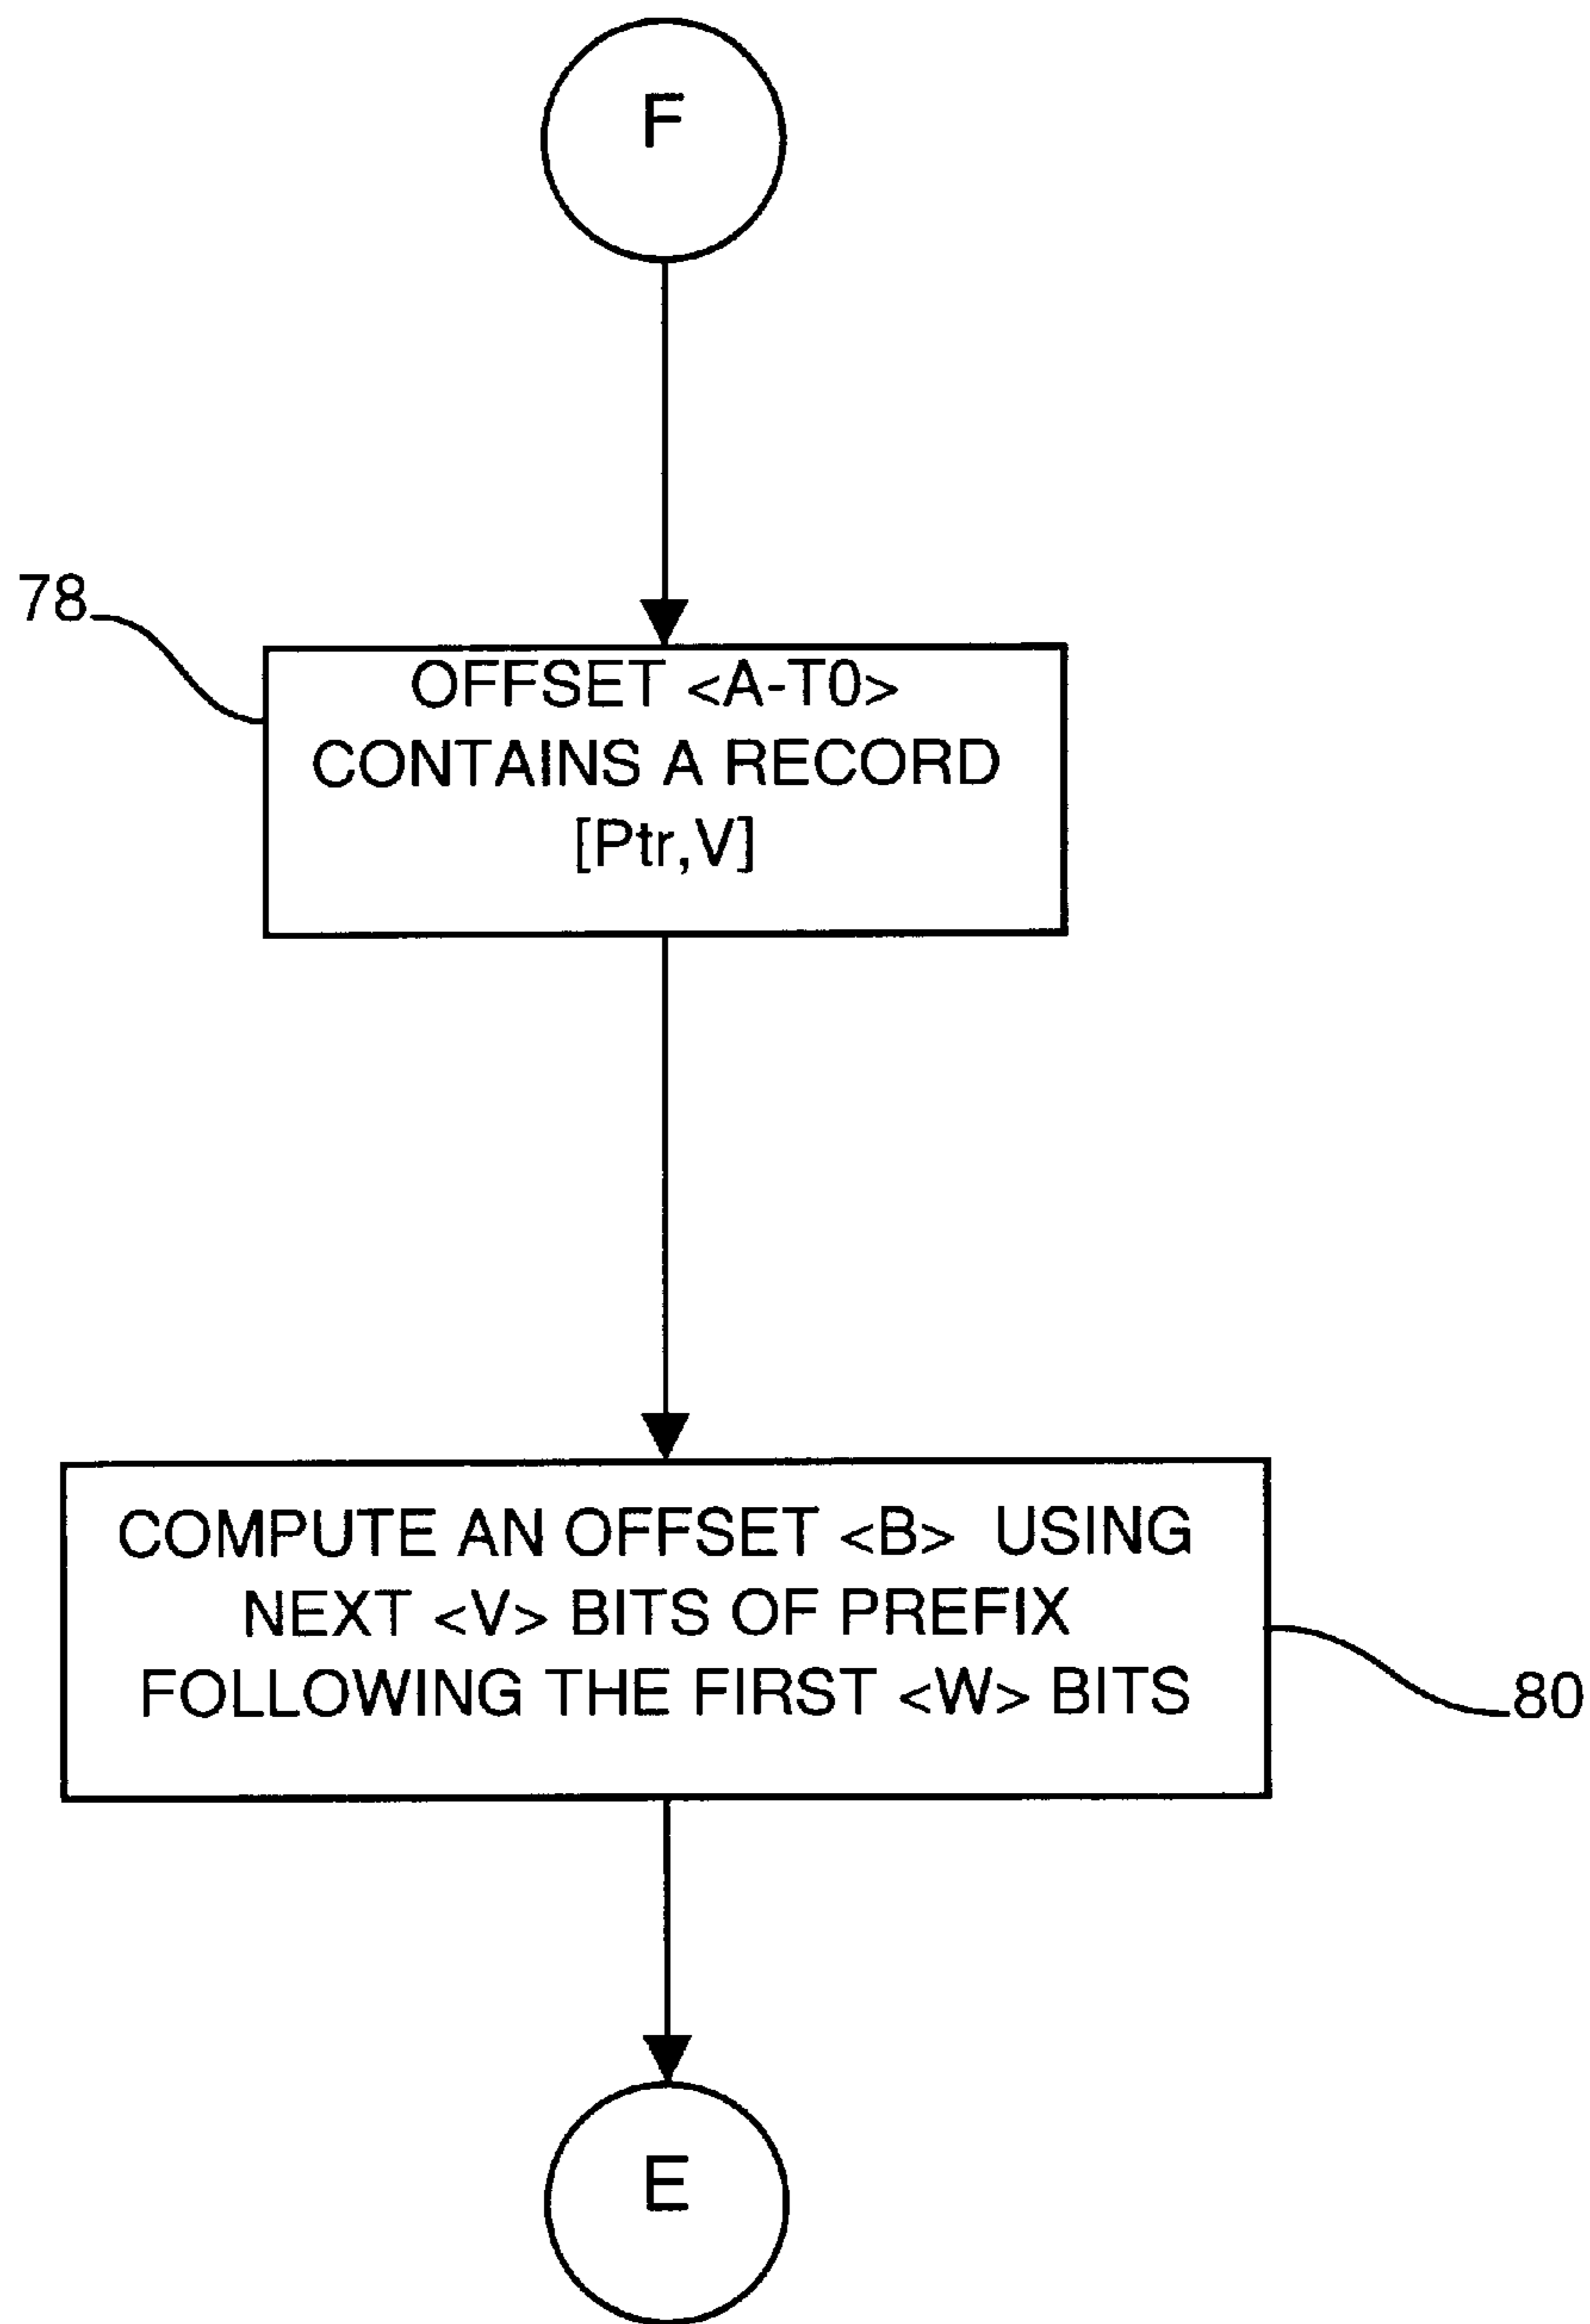 F
78
OFFSET <A-T0>
CONTAINS A RECORD
[Ptr,V]
COMPUTE AN OFFSET <B> USING
NEXT <V> BITS OF PREFIX
FOLLOWING THE FIRST <W> BITS
80
E